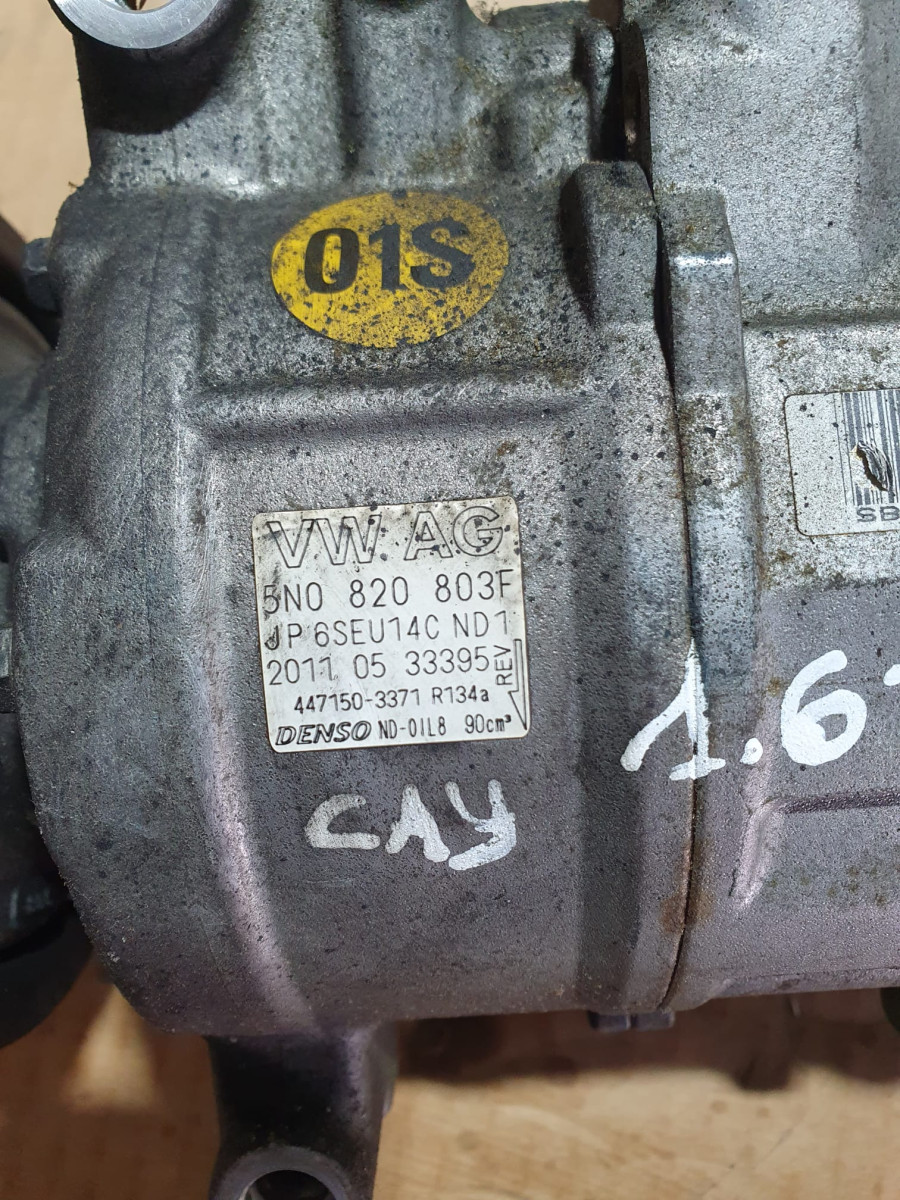 01S
VW AG
5N0 820 803F
JP 6SEU14C ND1
2011 05 33395
REV
447150-3371 R134a
DENSO ND-OIL8 90cm³
SB
1.6
CAY